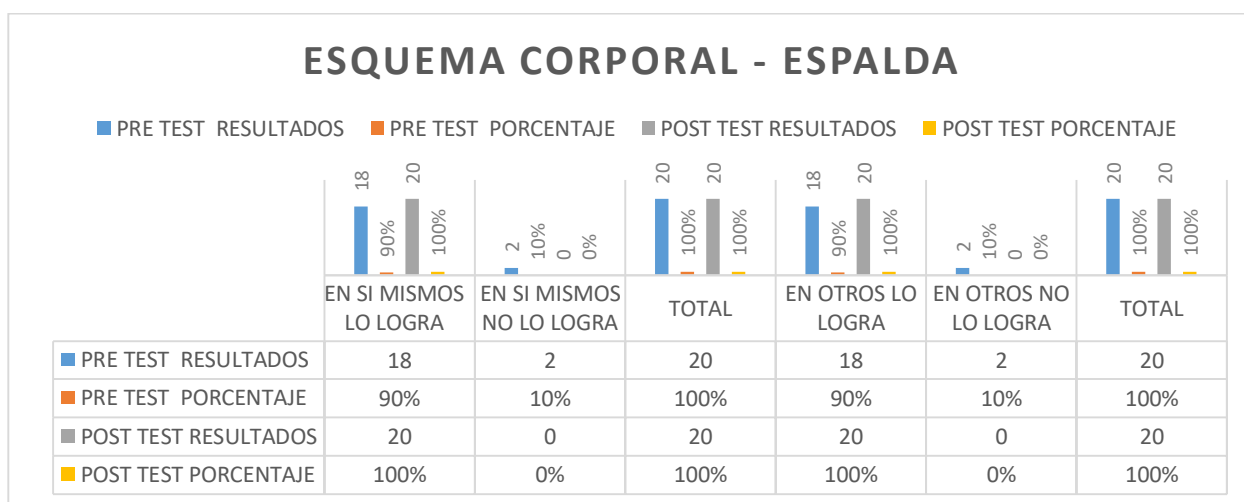 ESQUEMA CORPORAL - ESPALDA
PRE TEST RESULTADOS PRE TEST PORCENTAJE POST TEST RESULTADOS POST TEST PORCENTAJE
18 90% 20 100% 2 10% 0 0% 20 100% 20 100% 18 90% 20 100% 2 10% 0 0% 20 100% 20 100%
EN SI MISMOS EN SI MISMOS TOTAL EN OTROS LO EN OTROS NO TOTAL
LO LOGRA NO LO LOGRA LOGRA LO LOGRA
PRE TEST RESULTADOS 18 2 20 18 2 20
PRE TEST PORCENTAJE 90% 10% 100% 90% 10% 100%
POST TEST RESULTADOS 20 0 20 20 0 20
POST TEST PORCENTAJE 100% 0% 100% 100% 0% 100%